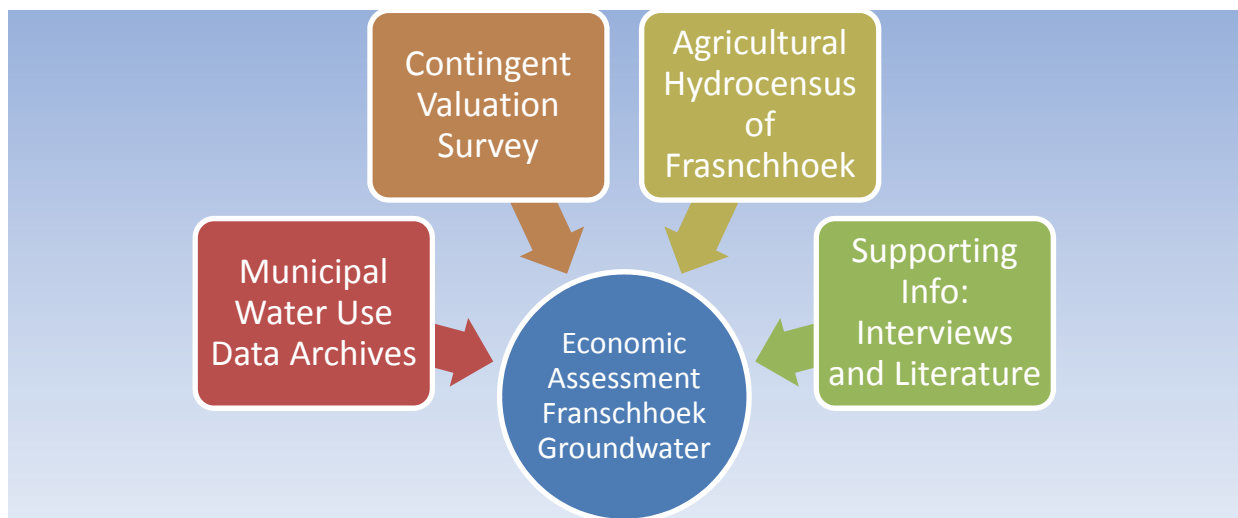 Contingent
Valuation
Survey
Agricultural
Hydrocensus
of
Frasnchhoek
Municipal
Water Use
Data Archives
Supporting
Info:
Interviews
and Literature
Economic
Assessment
Franschhoek
Groundwater